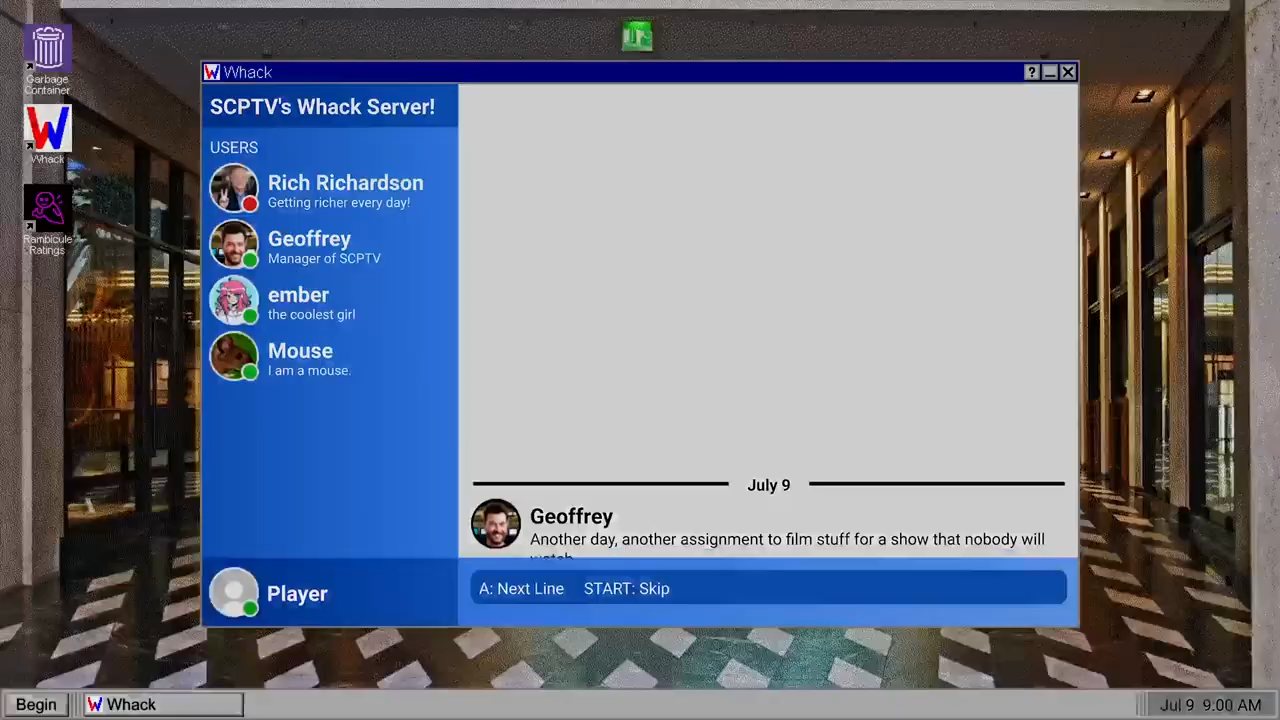 Garbage
Container
Whack
Rambicule
Ratings
Whack
SCPTV's Whack Server!
USERS
Rich Richardson
Getting richer every day!
Geoffrey
Manager of SCPTV
ember
the coolest girl
Mouse
I am a mouse.
Player
July 9
Geoffrey
Another day, another assignment to film stuff for a show that nobody will
A: Next Line START: Skip
Begin
Whack
Jul 9 9.00 AM